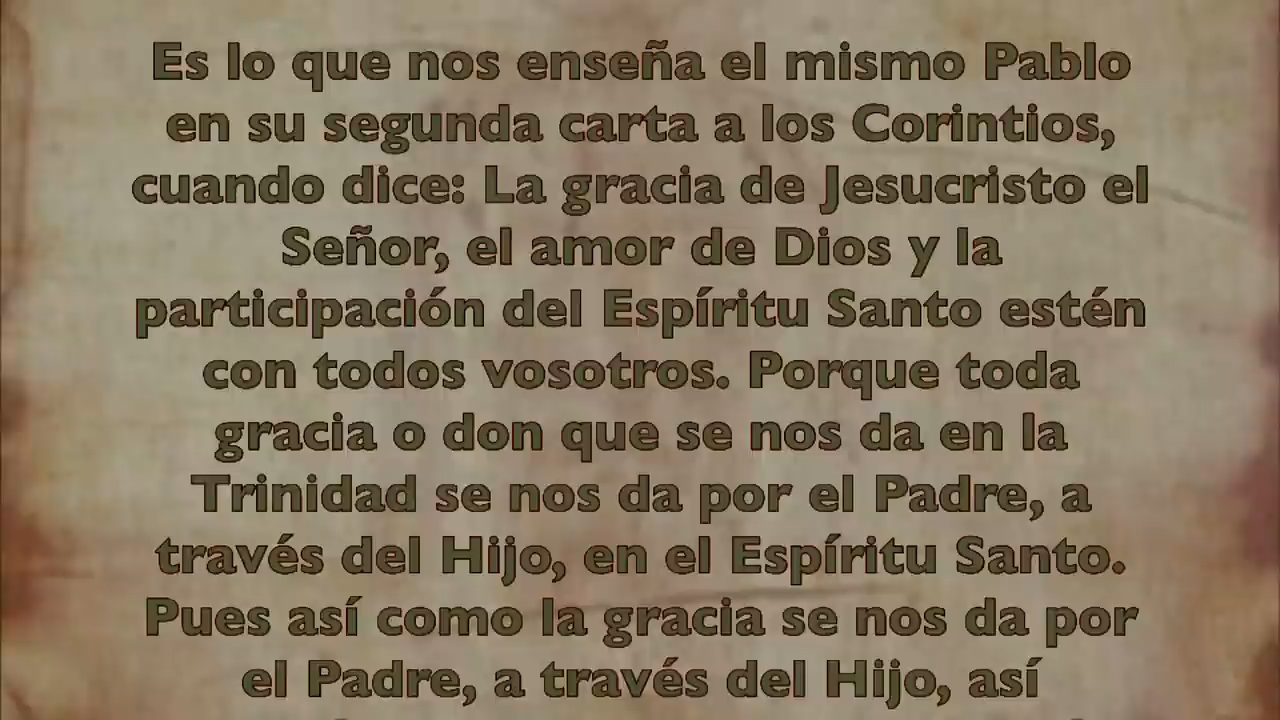 Es lo que nos enseña el mismo Pablo
en su segunda carta a los Corintios,
cuando dice: La gracia de Jesucristo el
Señor, el amor de Dios y la
participación del Espíritu Santo estén
con todos vosotros. Porque toda
gracia o don que se nos da en la
Trinidad se nos da por el Padre, a
través del Hijo, en el Espíritu Santo.
Pues así como la gracia se nos da por
el Padre, a través del Hijo, así